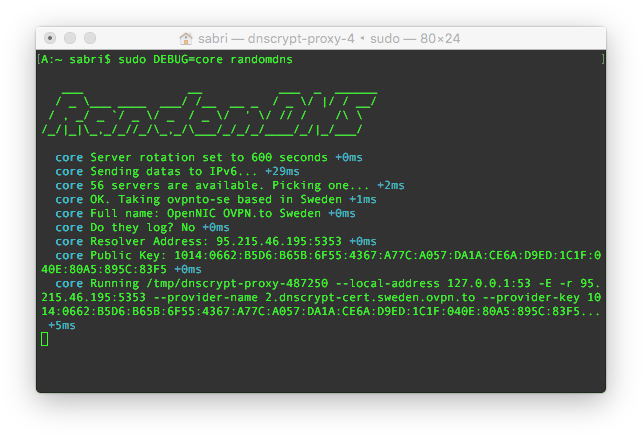 sabri — dnscrypt-proxy-4 ◂ sudo — 80×24
[A:~ sabri$ sudo DEBUG=core randomdns ]
RandomDNS
core Server rotation set to 600 seconds +0ms
core Sending datas to IPv6... +29ms
core 56 servers are available. Picking one... +2ms
core OK. Taking ovpnto-se based in Sweden +1ms
core Full name: OpenNIC OVPN.to Sweden +0ms
core Do they log? No +0ms
core Resolver Address: 95.215.46.195:5353 +0ms
core Public Key: 1014:0662:B5D6:B65B:6F55:4367:A77C:A057:DA1A:CE6A:D9ED:1C1F:0
40E:80A5:895C:83F5 +0ms
core Running /tmp/dnscrypt-proxy-487250 --local-address 127.0.0.1:53 -E -r 95.
215.46.195:5353 --provider-name 2.dnscrypt-cert.sweden.ovpn.to --provider-key 10
14:0662:B5D6:B65B:6F55:4367:A77C:A057:DA1A:CE6A:D9ED:1C1F:040E:80A5:895C:83F5...
+5ms